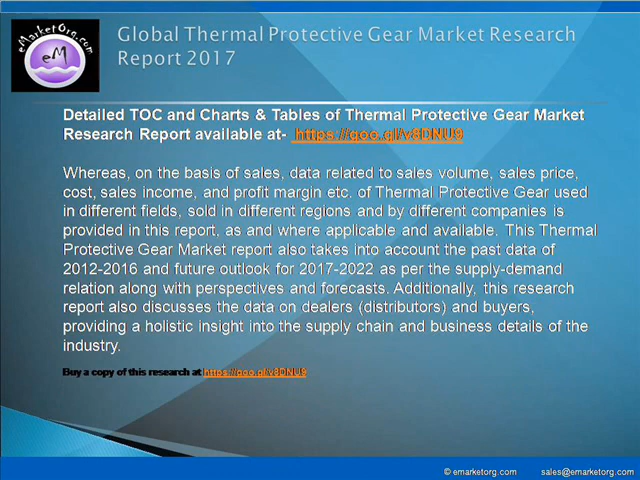 eMarketOrg.com
eM
Global Thermal Protective Gear Market Research
Report 2017
Detailed TOC and Charts & Tables of Thermal Protective Gear Market
Research Report available at- https://goo.gl/v8DNU9
Whereas, on the basis of sales, data related to sales volume, sales price,
cost, sales income, and profit margin etc. of Thermal Protective Gear used
in different fields, sold in different regions and by different companies is
provided in this report, as and where applicable and available. This Thermal
Protective Gear Market report also takes into account the past data of
2012-2016 and future outlook for 2017-2022 as per the supply-demand
relation along with perspectives and forecasts. Additionally, this research
report also discusses the data on dealers (distributors) and buyers,
providing a holistic insight into the supply chain and business details of the
industry.
Buy a copy of this research at https://goo.gl/v8DNU9
© emarketorg.com sales@emarketorg.com